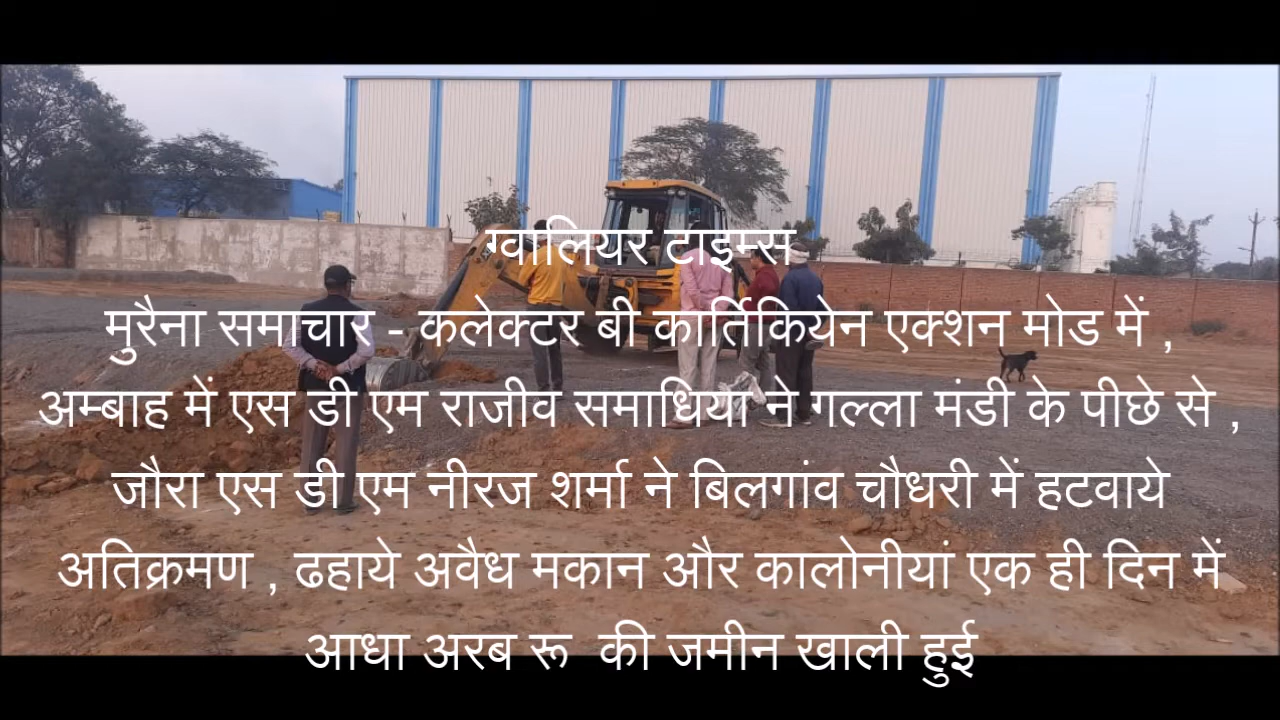 ग्वालियर टाइम्स
मुरैना समाचार - कलेक्टर बी कार्तिकियेन एक्शन मोड में ,
अम्बाह में एस डी एम राजीव समाधिया ने गल्ला मंडी के पीछे से ,
जौरा एस डी एम नीरज शर्मा ने बिलगांव चौधरी में हटवाये
अतिक्रमण , ढहाये अवैध मकान और कालोनीयां एक ही दिन में
आधा अरब रू की जमीन खाली हुई